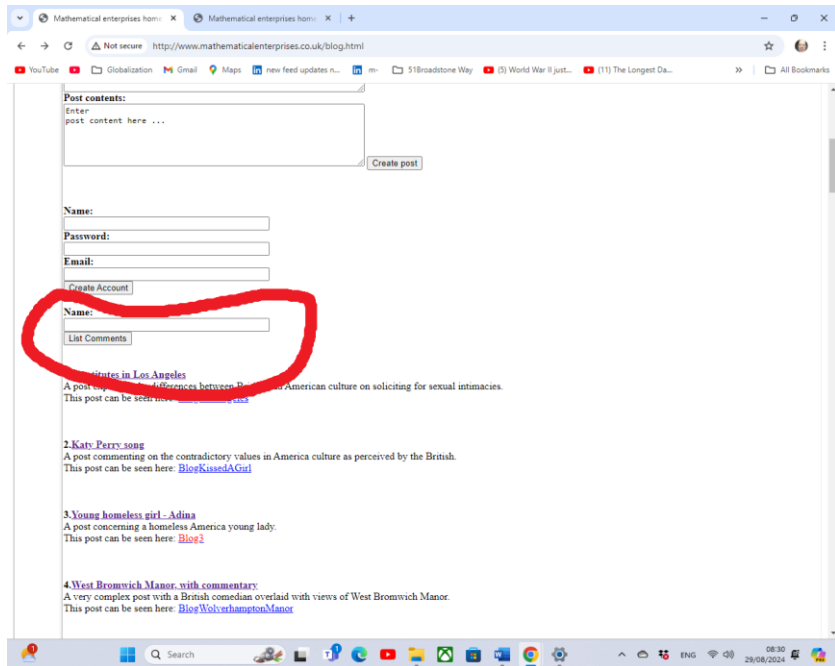 Mathematical enterprises home
Mathematical enterprises home
Not secure http://www.mathematicalenterprises.co.uk/blog.html
YouTube Globalization Gmail Maps new feed updates n... m- 51Broadstone Way (5) World War II just... (11) The Longest Da... » All Bookmarks
Post contents:
Enter
post content here ...
Create post
Name:
Password:
Email:
Create Account
Name:
List Comments
in Los Angeles
A post differences between American culture on soliciting for sexual intimacies.
This post can be seen here:
2.Katy Perry song
A post commenting on the contradictory values in America culture as perceived by the British.
This post can be seen here: BlogKissedAGirl
3.Young homeless girl - Adina
A post concerning a homeless America young lady.
This post can be seen here: Blog3
4.West Bromwich Manor, with commentary
A very complex post with a British comedian overlaid with views of West Bromwich Manor.
This post can be seen here: BlogWolverhamptonManor
Search
ENG
08:30
29/08/2024